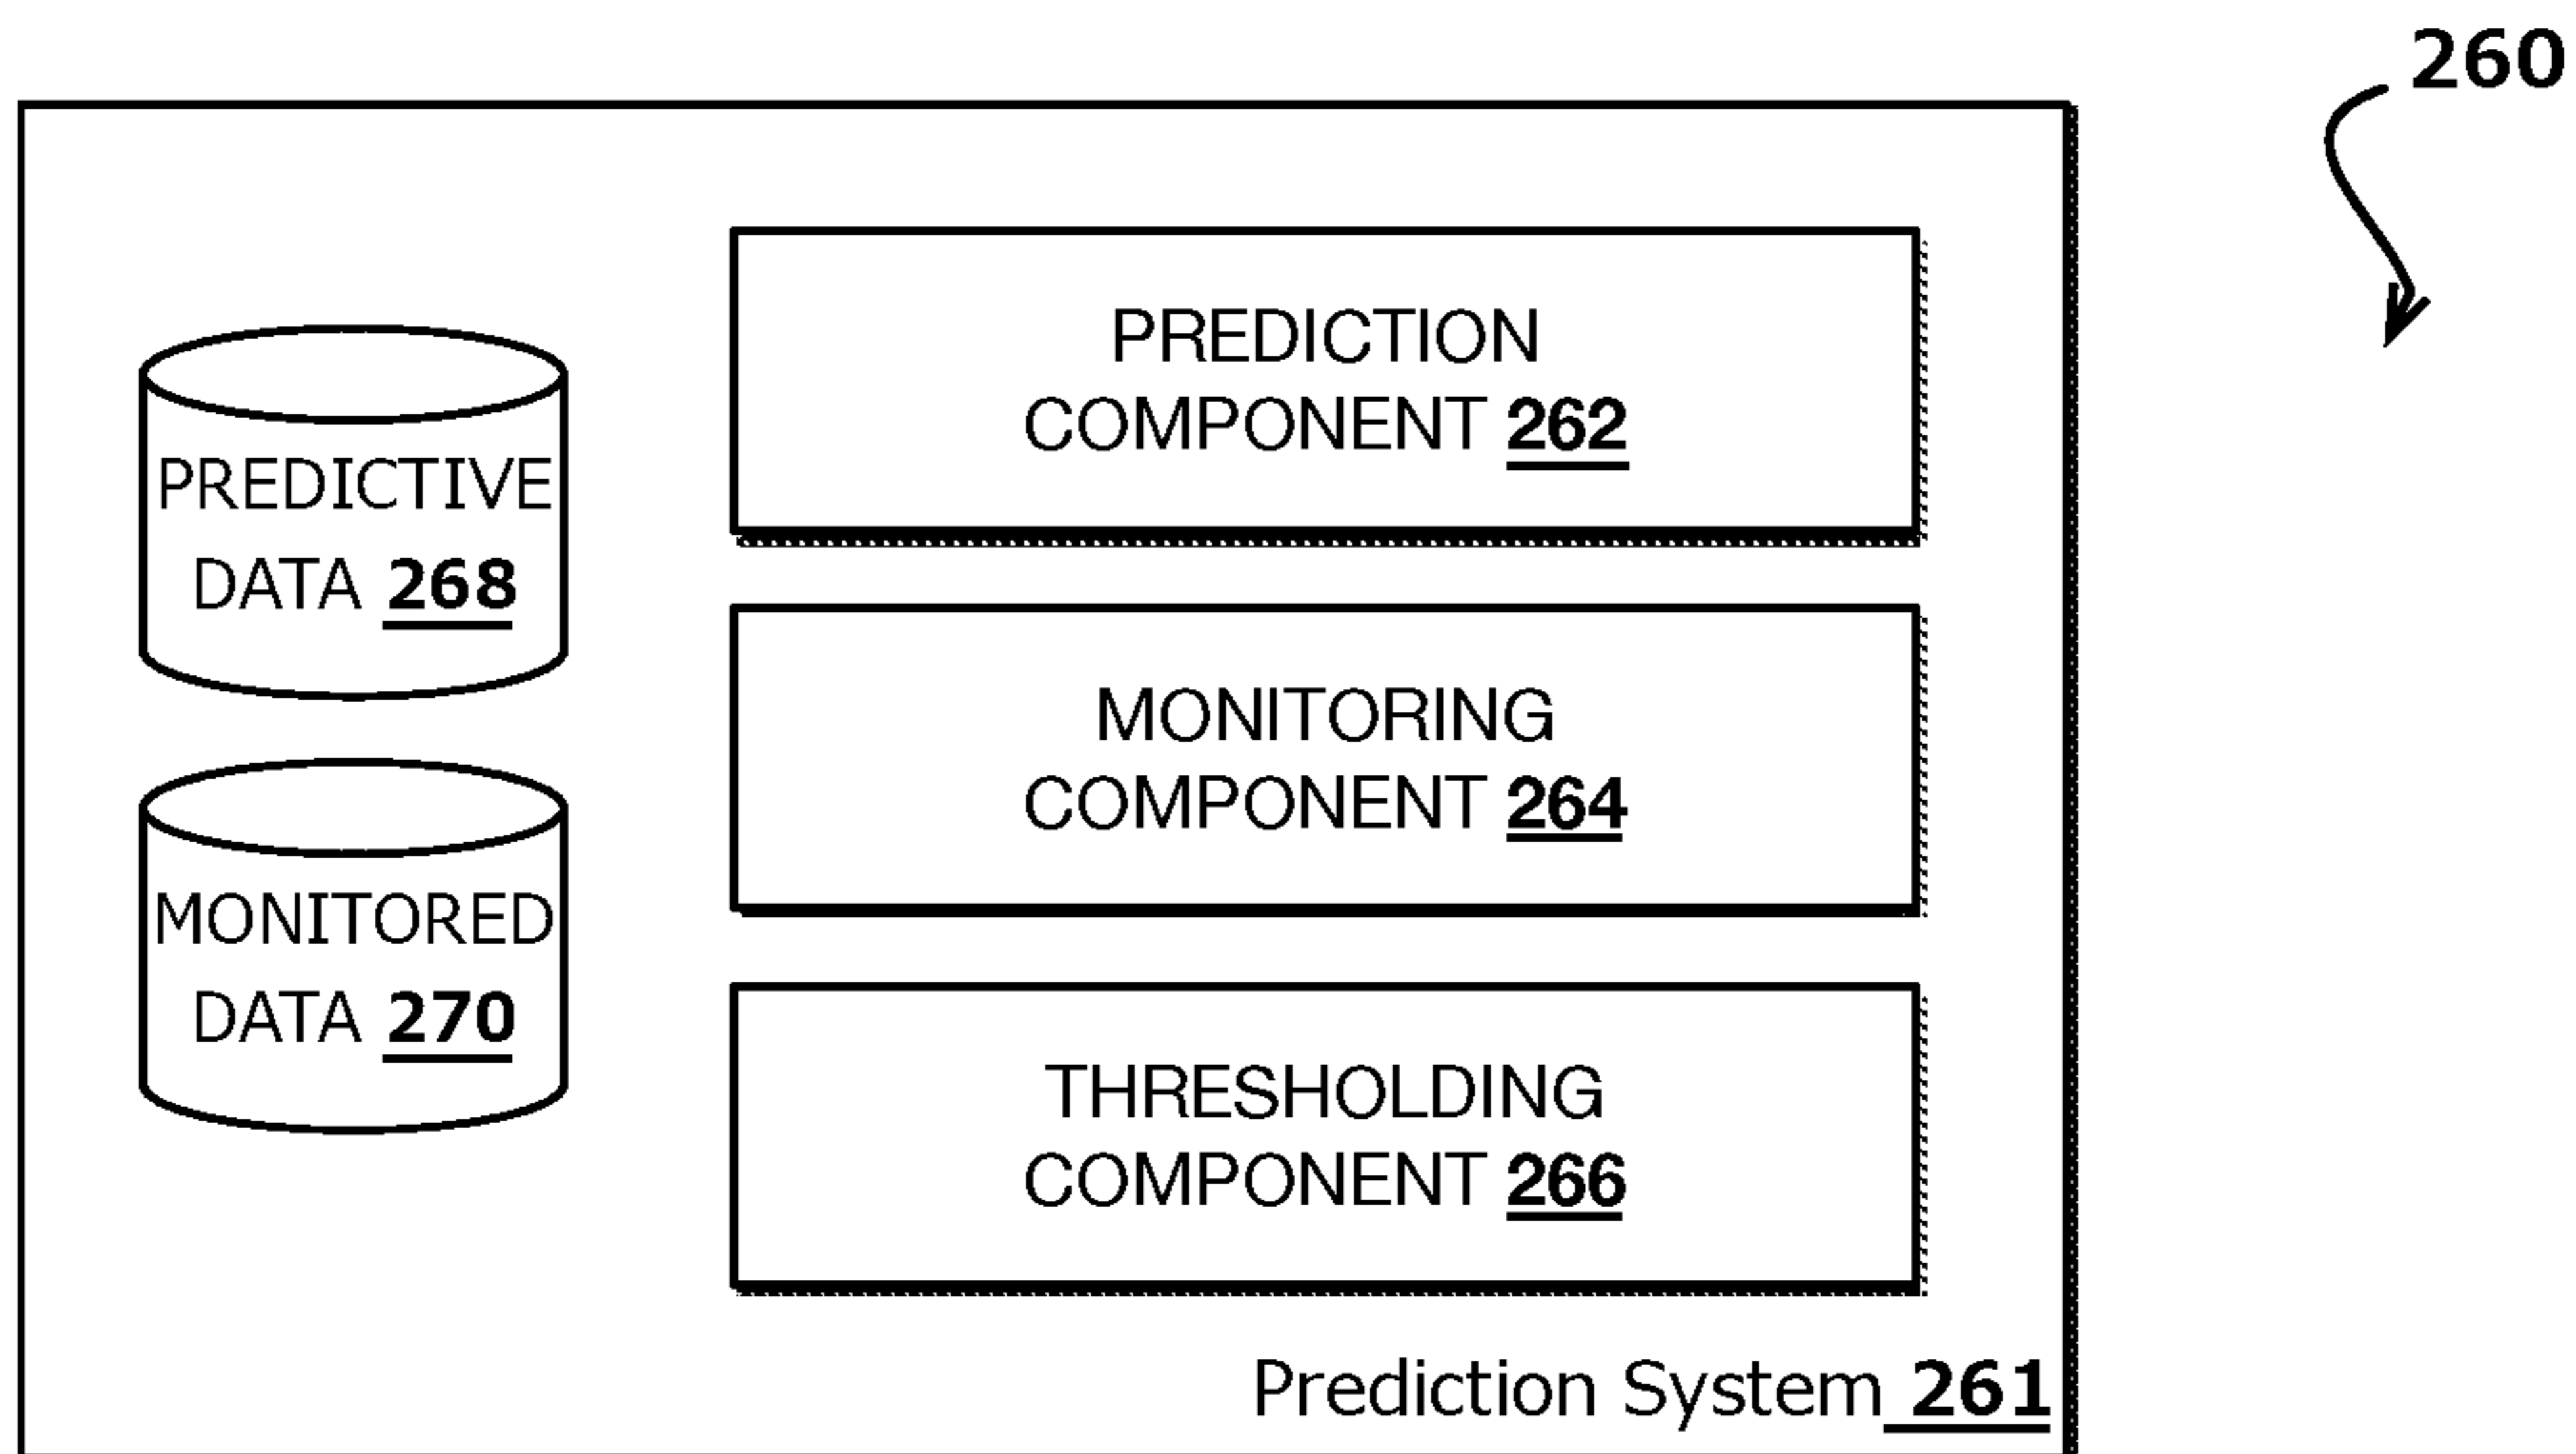 260
PREDICTION
COMPONENT 262
PREDICTIVE
DATA 268
MONITORING
COMPONENT 264
MONITORED
DATA 270
THRESHOLDING
COMPONENT 266
Prediction System 261